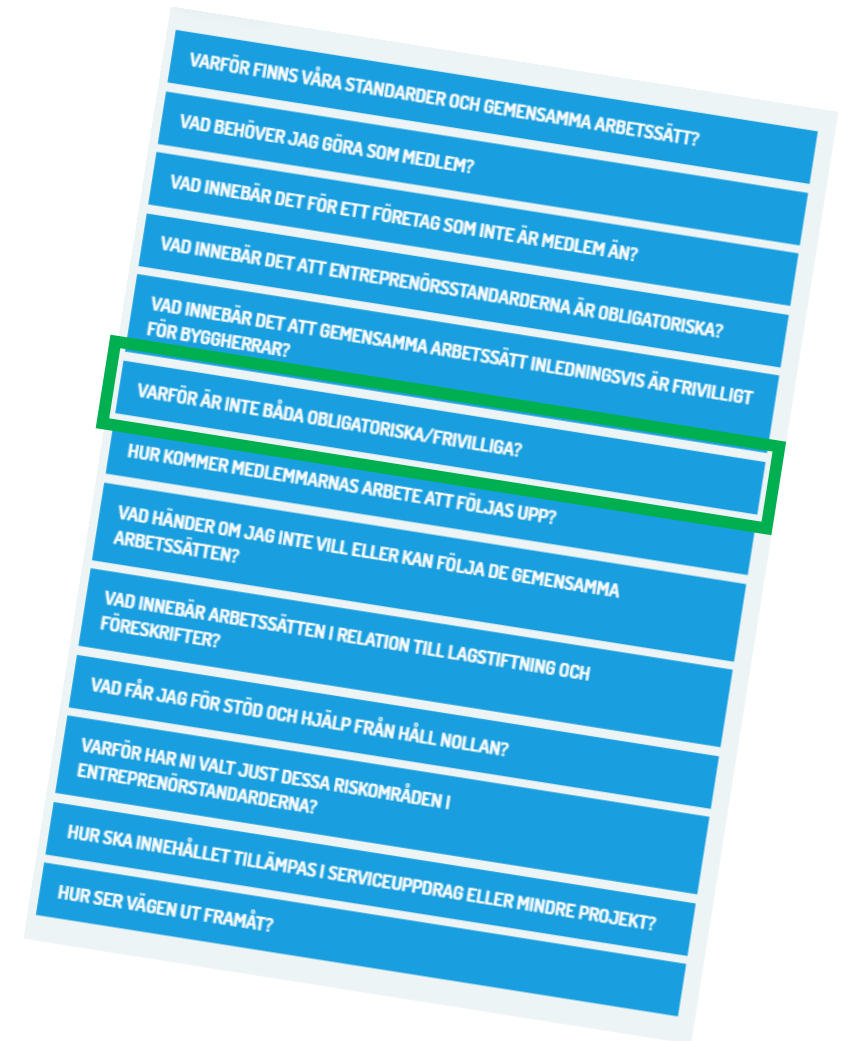 VARFÖR FINNS VÅRA STANDARDER OCH GEMENSAMMA ARBETSSÄTT?
VAD BEHÖVER JAG GÖRA SOM MEDLEM?
VAD INNEBÄR DET FÖR ETT FÖRETAG SOM INTE ÄR MEDLEM ÄN?
VAD INNEBÄR DET ATT ENTREPRENÖRSSTANDARDERNA ÄR OBLIGATORISKA?
VAD INNEBÄR DET ATT GEMENSAMMA ARBETSSÄTT INLEDNINGSVIS ÄR FRIVILLIGT
FÖR BYGGHERRAR?
VARFÖR ÄR INTE BÅDA OBLIGATORISKA/FRIVILLIGA?
HUR KOMMER MEDLEMMARNAS ARBETE ATT FÖLJAS UPP?
VAD HÄNDER OM JAG INTE VILL ELLER KAN FÖLJA DE GEMENSAMMA
ARBETSSÄTTEN?
VAD INNEBÄR ARBETSSÄTTEN I RELATION TILL LAGSTIFTNING OCH
FÖRESKRIFTER?
VAD FÅR JAG FÖR STÖD OCH HJÄLP FRÅN HÅLL NOLLAN?
VARFÖR HAR NI VALT JUST DESSA RISKOMRÅDEN I
ENTREPRENÖRSTANDARDERNA?
HUR SKA INNEHÅLLET TILLÄMPAS I SERVICEUPPDRAG ELLER MINDRE PROJEKT?
HUR SER VÄGEN UT FRAMÅT?